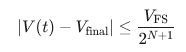 |V(t) − V_final| ≤ V_FS / 2^{N+1}